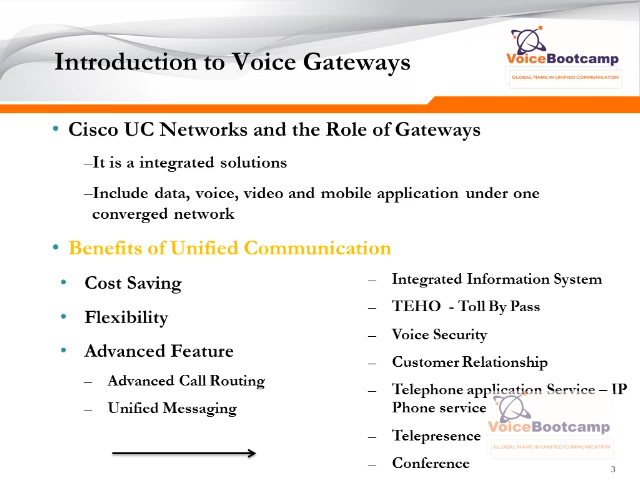 Introduction to Voice Gateways
VoiceBootcamp
GLOBAL NAME IN UNIFIED COMMUNICATION
• Cisco UC Networks and the Role of Gateways
–It is a integrated solutions
–Include data, voice, video and mobile application under one
converged network
• Benefits of Unified Communication
• Cost Saving
• Flexibility
• Advanced Feature
– Advanced Call Routing
– Unified Messaging
– Integrated Information System
– TEHO - Toll By Pass
– Voice Security
– Customer Relationship
– Telephone application Service – IP
Phone service
– Telepresence
– Conference
VoiceBootcamp
GLOBAL NAME IN UNIFIED COMMUNICATION
3